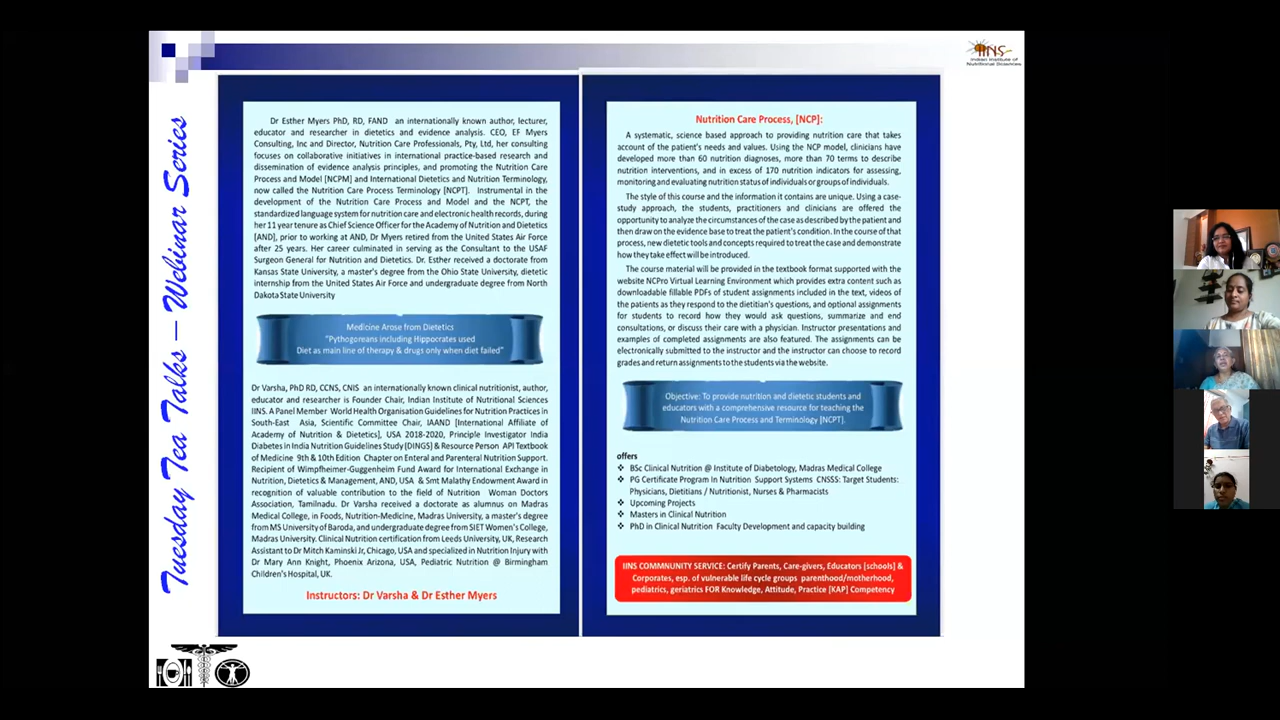 Tuesday Tea Talks – Webinar Series
IINS
Indian Institute of
Nutritional Sciences
Dr Esther Myers PhD, RD, FAND an internationally known author, lecturer,
educator and researcher in dietetics and evidence analysis. CEO, EF Myers
Consulting, Inc and Director, Nutrition Care Professionals, Pty, Ltd, her consulting
focuses on collaborative initiatives in international practice-based research and
dissemination of evidence analysis principles, and promoting the Nutrition Care
Process and Model [NCPM] and International Dietetics and Nutrition Terminology,
now called the Nutrition Care Process Terminology [NCPT]. Instrumental in the
development of the Nutrition Care Process and Model and the NCPT, the
standardized language system for nutrition care and electronic health records, during
her 11 year tenure as Chief Science Officer for the Academy of Nutrition and Dietetics
[AND], prior to working at AND, Dr Myers retired from the United States Air Force
after 25 years. Her career culminated in serving as the Consultant to the USAF
Surgeon General for Nutrition and Dietetics. Dr. Esther received a doctorate from
Kansas State University, a master's degree from the Ohio State University, dietetic
internship from the United States Air Force and undergraduate degree from North
Dakota State University
Medicine Arose from Dietetics
"Pythogoreans including Hippocrates used
Diet as main line of therapy & drugs only when diet failed"
Dr Varsha, PhD RD, CCNS, CNIS an internationally known clinical nutritionist, author,
educator and researcher is Founder Chair, Indian Institute of Nutritional Sciences
IINS. A Panel Member World Health Organisation Guidelines for Nutrition Practices in
South-East Asia, Scientific Committee Chair, IAAND [International Affiliate of
Academy of Nutrition & Dietetics], USA 2018-2020, Principle Investigator India
Diabetes in India Nutrition Guidelines Study [DINGS] & Resource Person API Textbook
of Medicine 9th & 10th Edition Chapter on Enteral and Parenteral Nutrition Support.
Recipient of Wimpfheimer-Guggenheim Fund Award for International Exchange in
Nutrition, Dietetics & Management, AND, USA & Smt Malathy Endowment Award in
recognition of valuable contribution to the field of Nutrition Woman Doctors
Association, Tamilnadu. Dr Varsha received a doctorate as alumnus on Madras
Medical College, in Foods, Nutrition-Medicine, Madras University, a master's degree
from MS University of Baroda, and undergraduate degree from SIET Women's College,
Madras University. Clinical Nutrition certification from Leeds University, UK, Research
Assistant to Dr Mitch Kaminski Jr, Chicago, USA and specialized in Nutrition Injury with
Dr Mary Ann Knight, Phoenix Arizona, USA, Pediatric Nutrition @ Birmingham
Children's Hospital, UK.
Instructors: Dr Varsha & Dr Esther Myers
Nutrition Care Process, [NCP]:
A systematic, science based approach to providing nutrition care that takes
account of the patient's needs and values. Using the NCP model, clinicians have
developed more than 60 nutrition diagnoses, more than 70 terms to describe
nutrition interventions, and in excess of 170 nutrition indicators for assessing,
monitoring and evaluating nutrition status of individuals or groups of individuals.
The style of this course and the information it contains are unique. Using a case-
study approach, the students, practitioners and clinicians are offered the
opportunity to analyze the circumstances of the case as described by the patient and
then draw on the evidence base to treat the patient's condition. In the course of that
process, new dietetic tools and concepts required to treat the case and demonstrate
how they take effect will be introduced.
The course material will be provided in the textbook format supported with the
website NCPro Virtual Learning Environment which provides extra content such as
downloadable fillable PDFs of student assignments included in the text, videos of
the patients as they respond to the dietitian's questions, and optional assignments
for students to record how they would ask questions, summarize and end
consultations, or discuss their care with a physician. Instructor presentations and
examples of completed assignments are also featured. The assignments can be
electronically submitted to the instructor and the instructor can choose to record
grades and return assignments to the students via the website.
Objective: To provide nutrition and dietetic students and
educators with a comprehensive resource for teaching the
Nutrition Care Process and Terminology [NCPT].
offers
❖ BSc Clinical Nutrition @ Institute of Diabetology, Madras Medical College
❖ PG Certificate Program In Nutrition Support Systems CNSSS: Target Students:
Physicians, Dietitians / Nutritionist, Nurses & Pharmacists
❖ Upcoming Projects
❖ Masters in Clinical Nutrition
❖ PhD in Clinical Nutrition Faculty Development and capacity building
IINS COMMNUNITY SERVICE: Certify Parents, Care-givers, Educators [schools] &
Corporates, esp. of vulnerable life cycle groups parenthood/motherhood,
pediatrics, geriatrics FOR Knowledge, Attitude, Practice [KAP] Competency